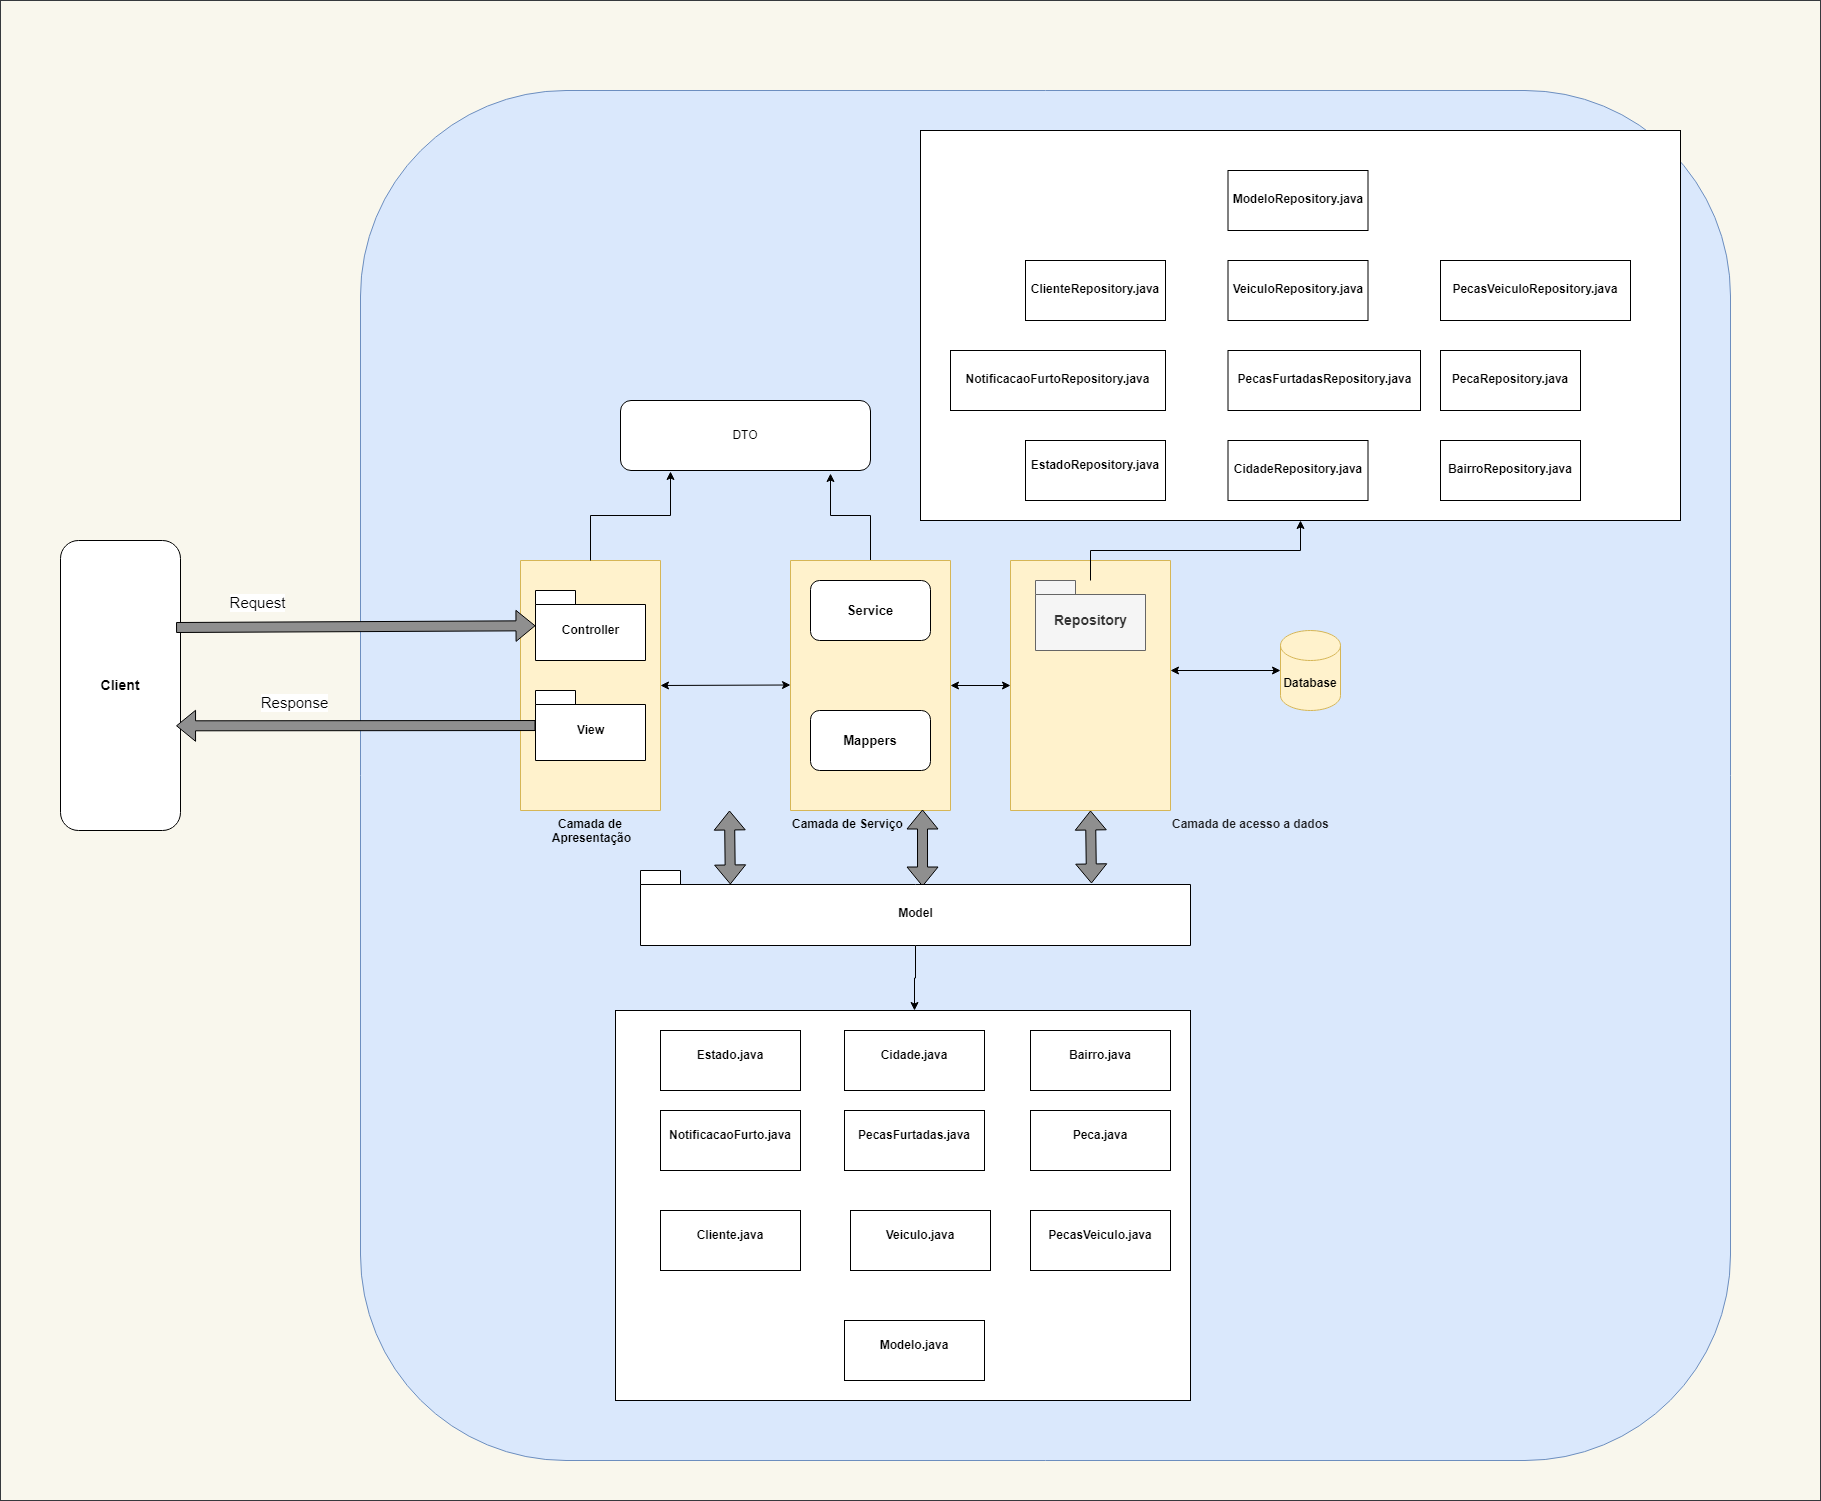 ModeloRepository.java
ClienteRepository.java
VeiculoRepository.java
PecasVeiculoRepository.java
NotificacaoFurtoRepository.java
PecasFurtadasRepository.java
PecaRepository.java
EstadoRepository.java
CidadeRepository.java
BairroRepository.java
DTO
Client
Request
Response
Controller
View
Camada de
Apresentação
Service
Mappers
Camada de Serviço
Repository
Camada de acesso a dados
Database
Model
Estado.java
Cidade.java
Bairro.java
NotificacaoFurto.java
PecasFurtadas.java
Peca.java
Cliente.java
Veiculo.java
PecasVeiculo.java
Modelo.java